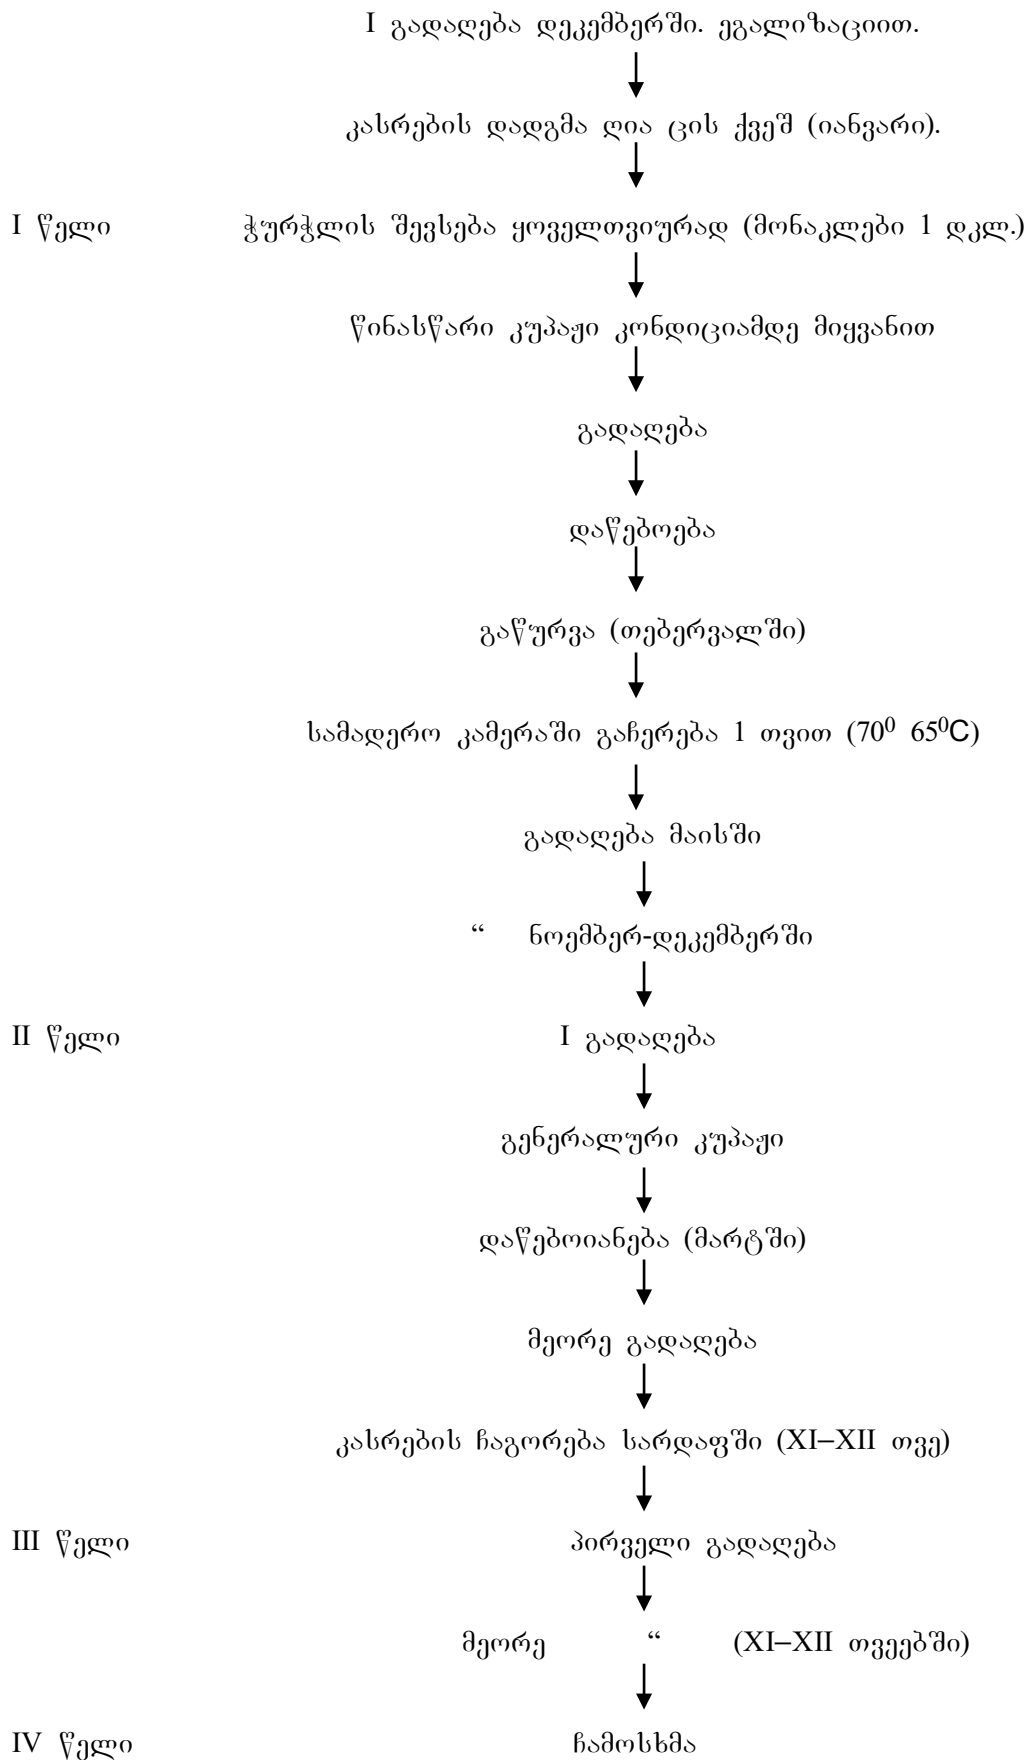 I გადაღება დეკემბერში. ეგალიზაციით.
კასრების დადგმა ღია ცის ქვეშ (იანვარი).
I წელი ჭურჭლის შევსება ყოველთვიურად (მონაკლები 1 დკლ.)
წინასწარი კუპაჟი კონდიციამდე მიყვანით
გადაღება
დაწებოება
გაწურვა (თებერვალში)
სამადერო კამერაში გაჩერება 1 თვით (70⁰ 65⁰C)
გადაღება მაისში
“ ნოემბერ-დეკემბერში
II წელი I გადაღება
გენერალური კუპაჟი
დაწებოიანება (მარტში)
მეორე გადაღება
კასრების ჩაგორება სარდაფში (XI–XII თვე)
III წელი პირველი გადაღება
მეორე “ (XI–XII თვეებში)
IV წელი ჩამოსხმა